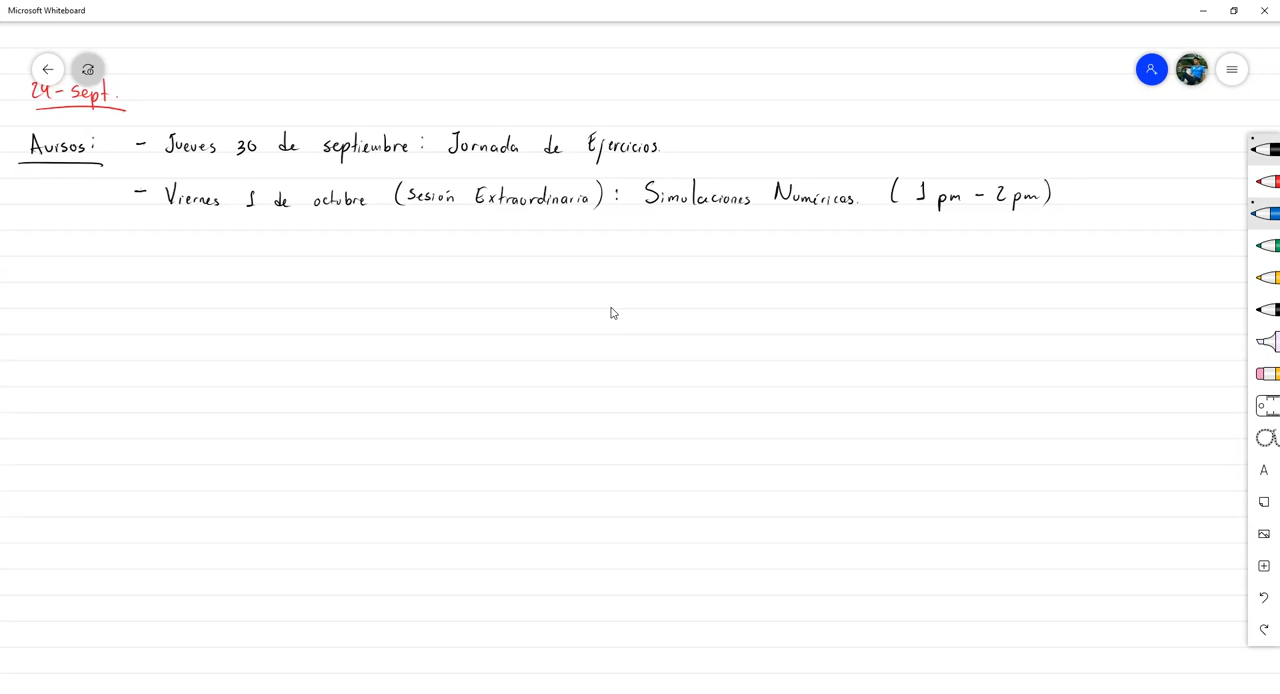 Microsoft Whiteboard
24-sept.
Avisos: - Jueves 30 de septiembre: Jornada de Ejercicios.
- Viernes 1 de octubre (Sesión Extraordinaria): Simulaciones Numéricas. (1 pm - 2 pm)
A